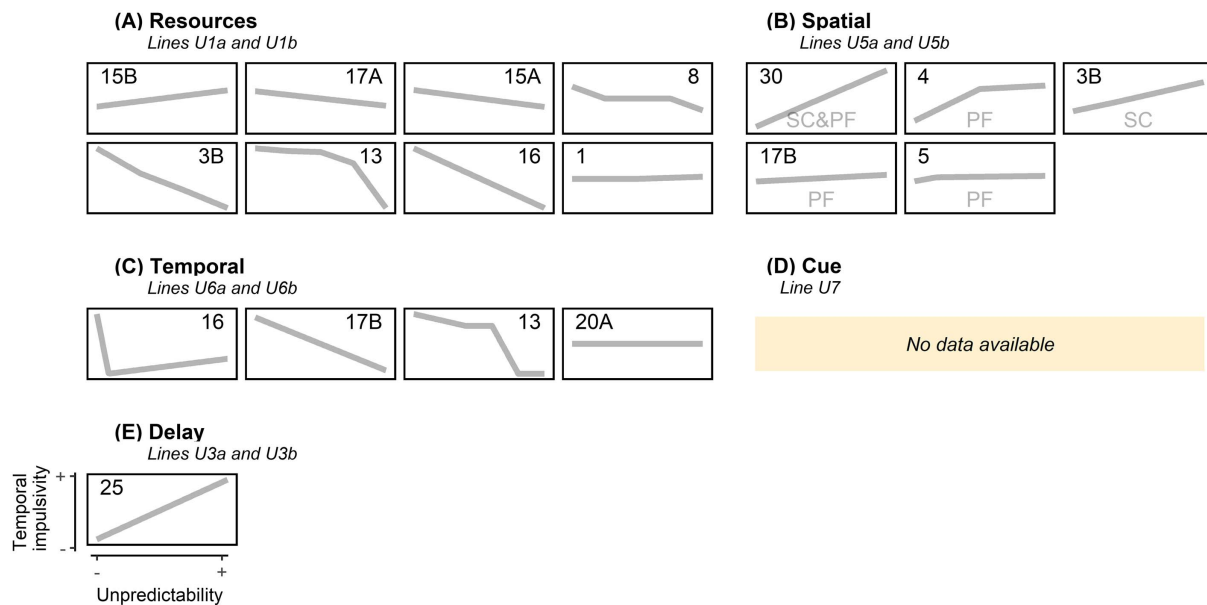 (A) Resources
Lines U1a and U1b
15B
17A
15A
8
3B
13
16
1
(B) Spatial
Lines U5a and U5b
30
SC&PF
4
PF
3B
SC
17B
PF
5
PF
(C) Temporal
Lines U6a and U6b
16
17B
13
20A
(D) Cue
Line U7
No data available
(E) Delay
Lines U3a and U3b
25
Temporal
impulsivity
+
-
-
+
Unpredictability